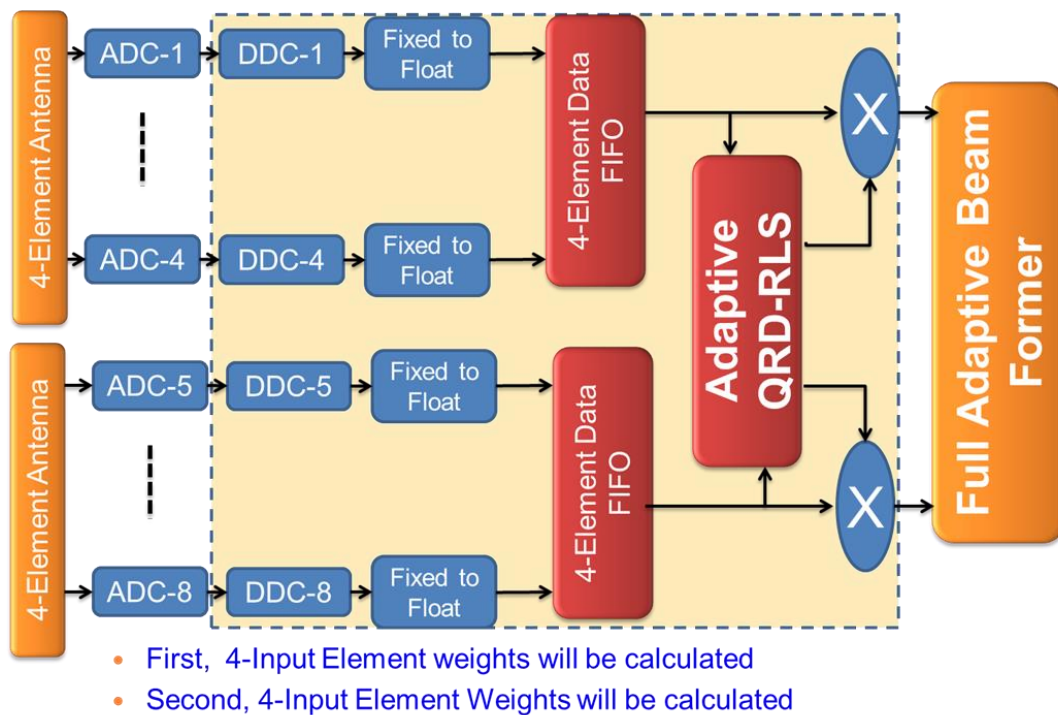 4-Element Antenna
ADC-1
DDC-1
Fixed to
Float
4-Element Data
FIFO
X
ADC-4
DDC-4
Fixed to
Float
Adaptive
QRD-RLS
Full Adaptive Beam
Former
4-Element Antenna
ADC-5
DDC-5
Fixed to
Float
4-Element Data
FIFO
X
ADC-8
DDC-8
Fixed to
Float
• First, 4-Input Element weights will be calculated
• Second, 4-Input Element Weights will be calculated